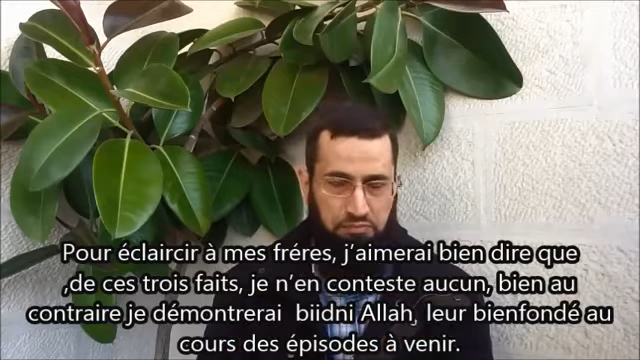 Pour éclaircir à mes fréres, j’aimerai bien dire que
,de ces trois faits, je n’en conteste aucun, bien au
contraire je démontrerai biidni Allah, leur bienfondé au
cours des épisodes à venir.